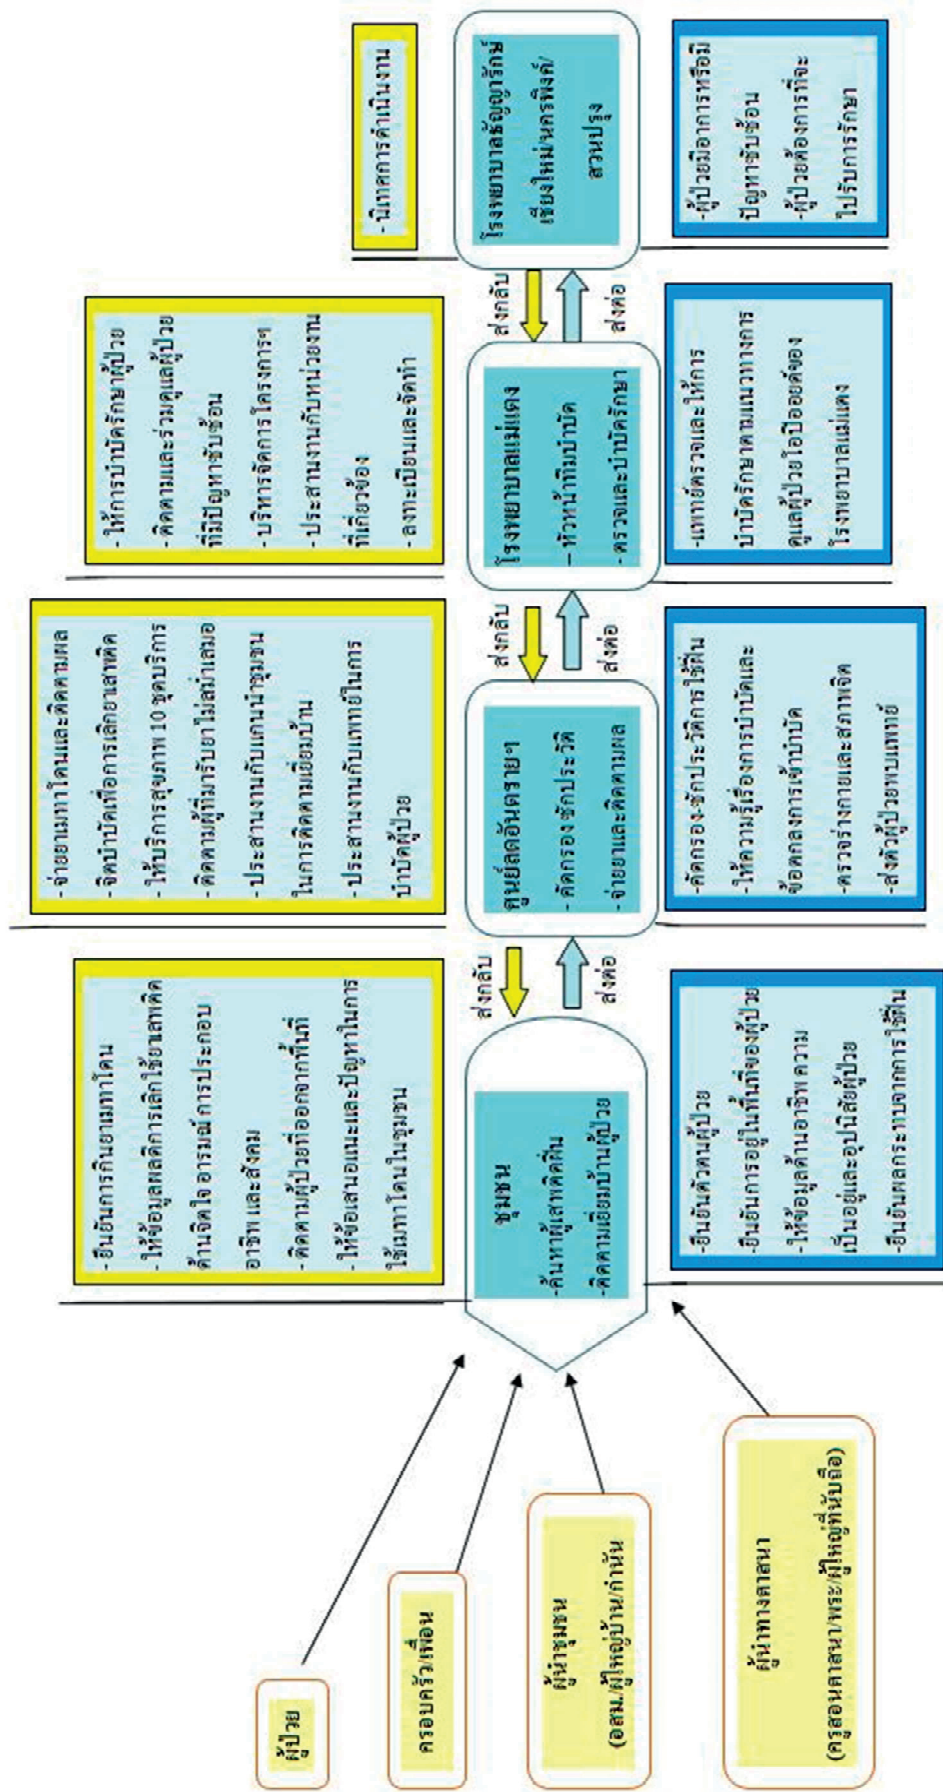 ผู้ป่วย
ครอบครัว/เพื่อน
ผู้นำชุมชน
(อสม./ผู้ใหญ่บ้าน/กำนัน)
ผู้นำทางศาสนา
(ครูสอนศาสนา/พระ/ผู้ใหญ่ที่นับถือ)
- ยืนยันการกินยาเมทาโดน
- ให้ข้อมูลผลดีการเลิกใช้ยาเสพติด
ด้านจิตใจ อารมณ์ การประกอบ
อาชีพ และสังคม
- ติดตามผู้ป่วยที่ออกจากพื้นที่
- ให้ข้อเสนอแนะและปัญหาในการ
ใช้เมทาโดนในชุมชน
ชุมชน
-ค้นหาผู้เสพติดฝิ่น
-ติดตามเยี่ยมบ้านผู้ป่วย
-ยืนยันตัวตนผู้ป่วย
-ยืนยันการอยู่ในพื้นที่ของผู้ป่วย
-ให้ข้อมูลด้านอาชีพ ความ
เป็นอยู่และอุปนิสัยผู้ป่วย
-ยืนยันผลกระทบจากการใช้ฝิ่น
ส่งกลับ
ส่งต่อ
- จ่ายยาเมทาโดนและติดตามผล
- จิตบำบัดเพื่อการเลิกยาเสพติด
- ให้บริการสุขภาพ 10 ชุดบริการ
- ติดตามผู้ที่มารับยาไม่สม่ำเสมอ
- ประสานงานกับแกนนำชุมชน
ในการติดตามเยี่ยมบ้าน
- ประสานงานกับแพทย์ในการ
บำบัดผู้ป่วย
ศูนย์ลดอันตรายฯ
- คัดกรอง ซักประวัติ
- จ่ายยาและติดตามผล
-คัดกรอง-ซักประวัติการใช้ฝิ่น
-ให้ความรู้เรื่องการบำบัดและ
ข้อตกลงการเข้าบำบัด
-ตรวจร่างกายและสภาพจิต
-ส่งตัวผู้ป่วยพบแพทย์
ส่งกลับ
ส่งต่อ
- ให้การบำบัดรักษาผู้ป่วย
- ติดตามและร่วมดูแลผู้ป่วย
ที่มีปัญหาซับซ้อน
- บริหารจัดการโครงการฯ
- ประสานงานกับหน่วยงาน
ที่เกี่ยวข้อง
- ลงทะเบียนและจัดทำ
โรงพยาบาลแม่แตง
– หัวหน้าทีมบำบัด
- ตรวจและบำบัดรักษา
-แพทย์ตรวจและให้การ
บำบัดรักษาตามแนวทางการ
ดูแลผู้ป่วยโอปิออยด์ของ
โรงพยาบาลแม่แตง
ส่งกลับ
ส่งต่อ
- นิเทศการดำเนินงาน
โรงพยาบาลธัญญารักษ์
เชียงใหม่/นครพิงค์/
สวนปรุง
-ผู้ป่วยมีอาการหรือมี
ปัญหาซับซ้อน
-ผู้ป่วยต้องการที่จะ
ไปรับการรักษา